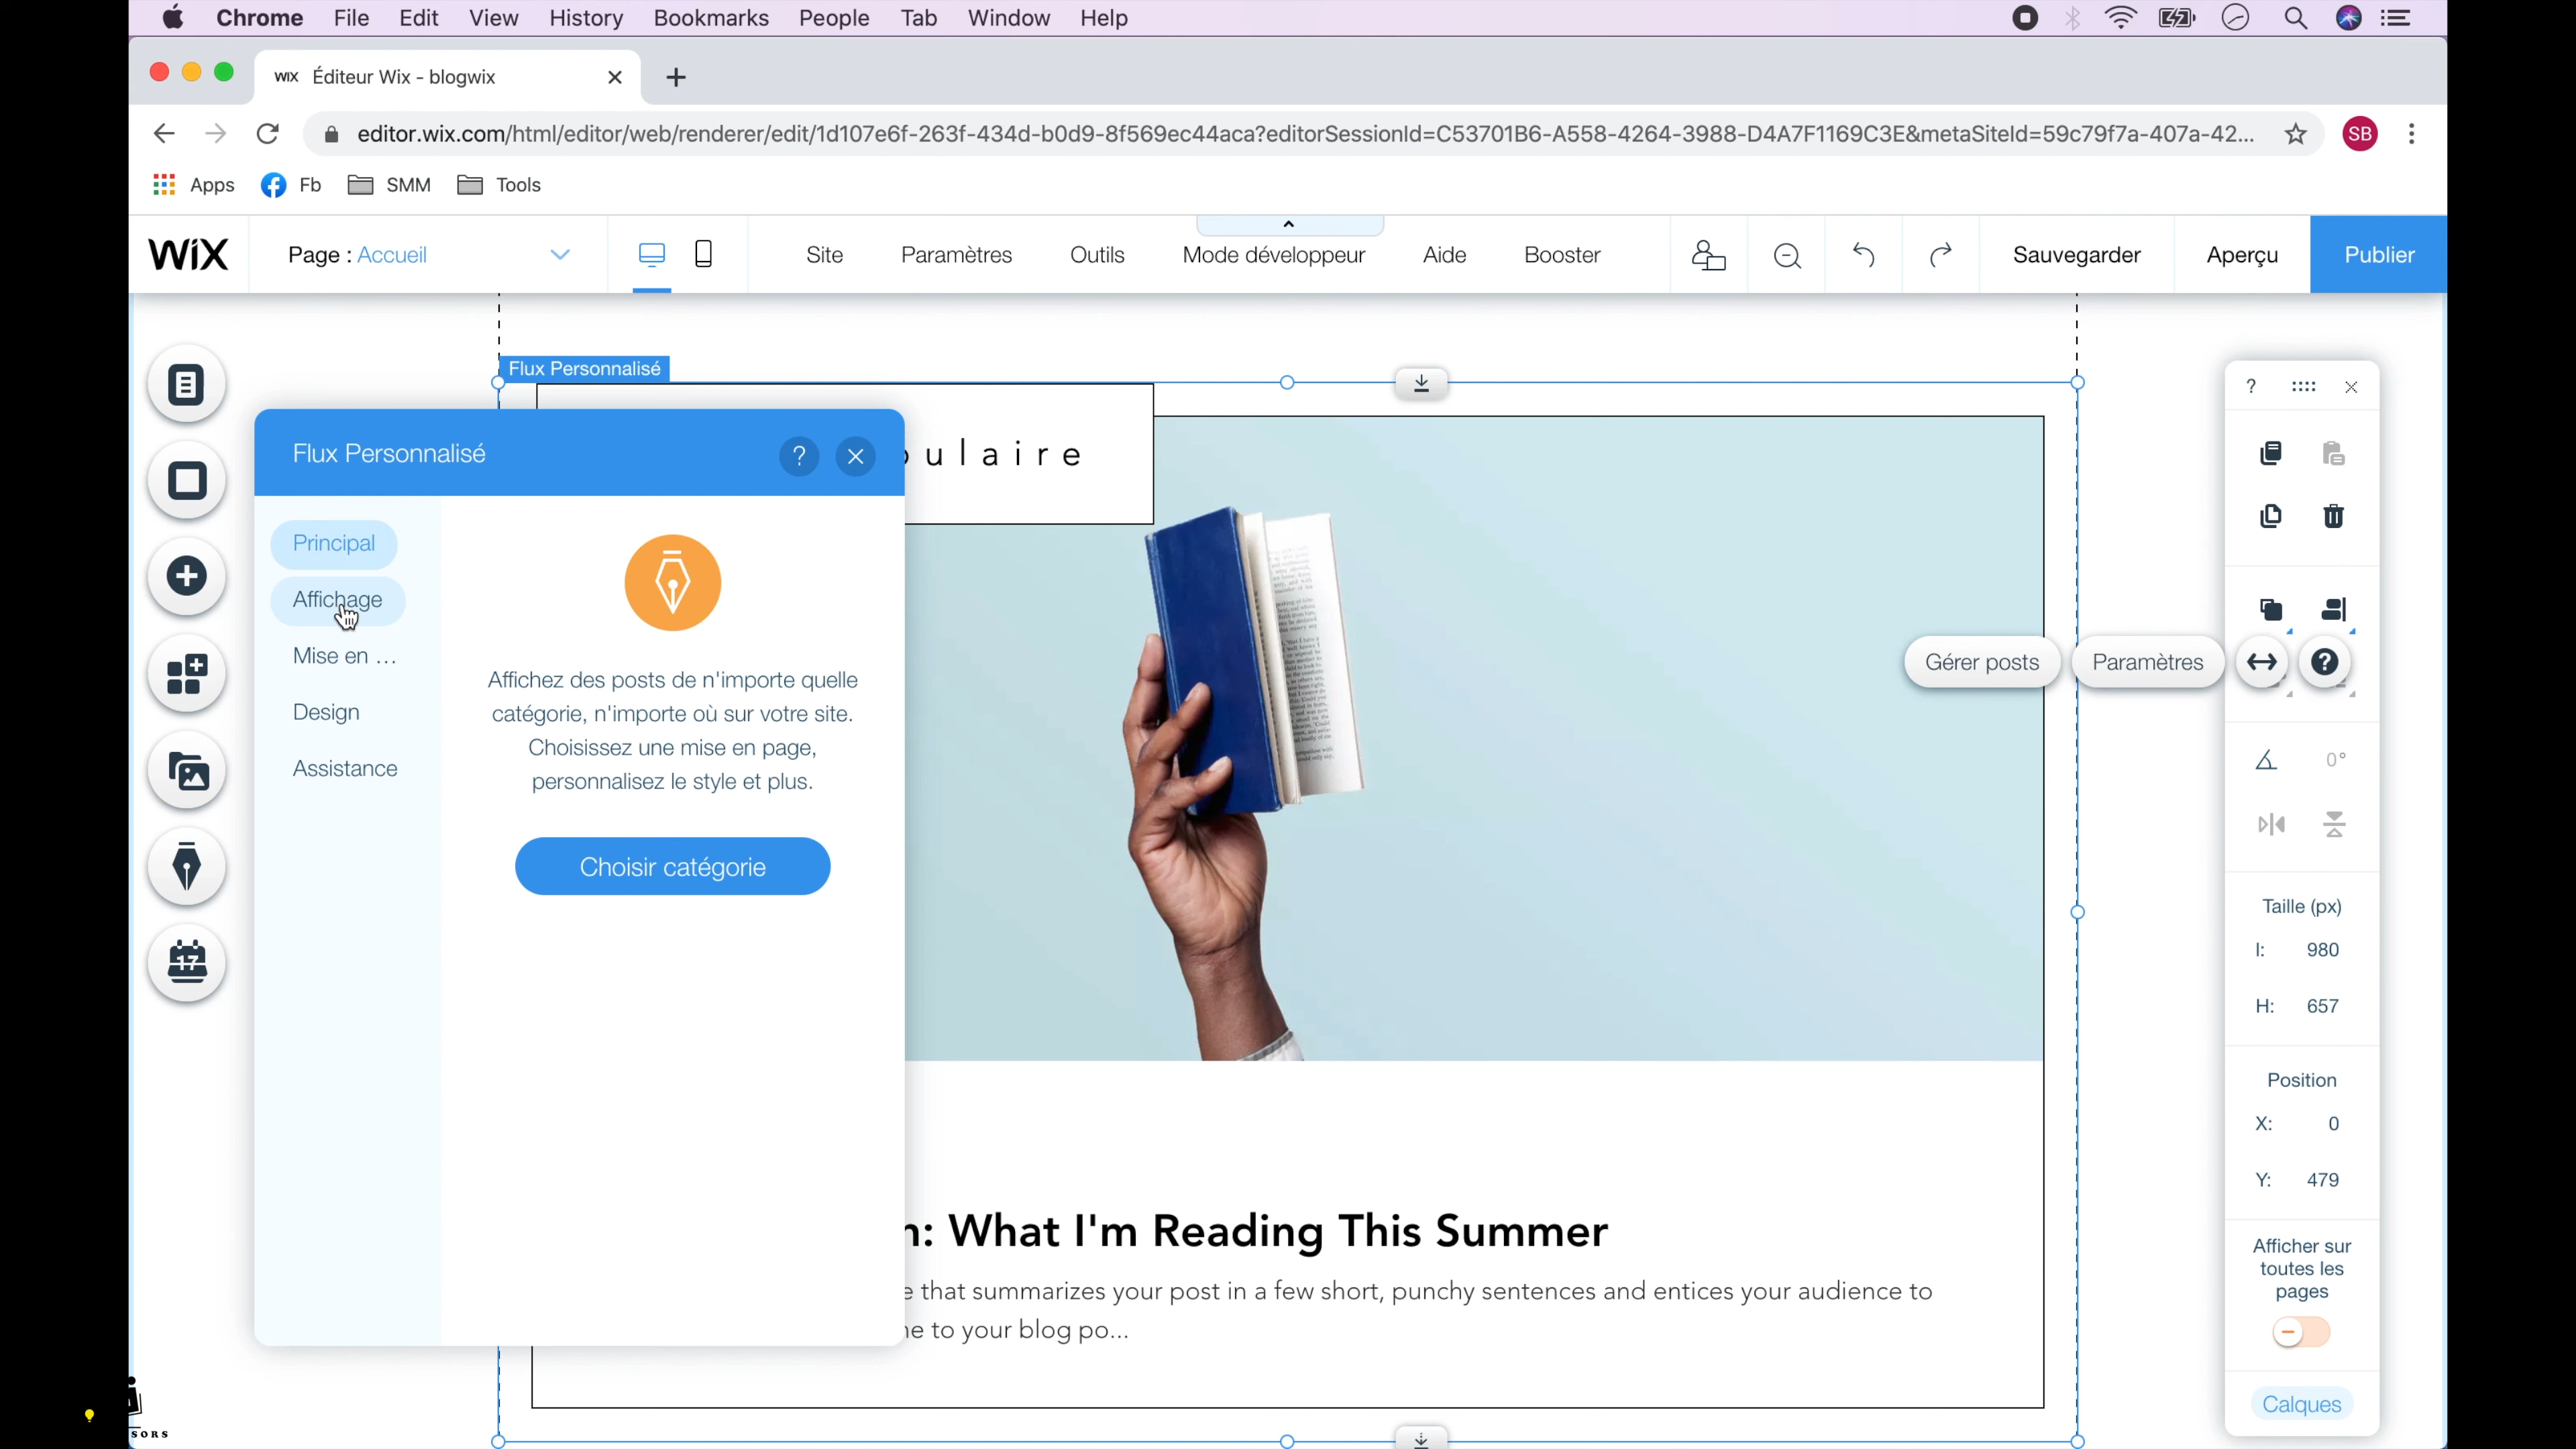 Chrome File Edit View History Bookmarks People Tab Window Help
WiX Éditeur Wix - blogwix
editor.wix.com/html/editor/web/renderer/edit/1d107e6f-263f-434d-b0d9-8f569ec44aca?editorSessionId=C53701B6-A558-4264-3988-D4A7F1169C3E&metaSiteId=59c79f7a-407a-42...
SB
Apps Fb SMM Tools
WiX Page : Accueil Site Paramètres Outils Mode développeur Aide Booster Sauvegarder Aperçu Publier
Flux Personnalisé
Flux Personnalisé ?
ulaire
Principal
Affichage
Mise en ...
Design
Assistance
Affichez des posts de n'importe quelle
catégorie, n'importe où sur votre site.
Choisissez une mise en page,
personnalisez le style et plus.
Choisir catégorie
17
Gérer posts Paramètres ?
?
0°
Taille (px)
l: 980
H: 657
Position
X: 0
Y: 479
Afficher sur
toutes les
pages
Calques
n: What I'm Reading This Summer
e that summarizes your post in a few short, punchy sentences and entices your audience to
e to your blog po...
SORS